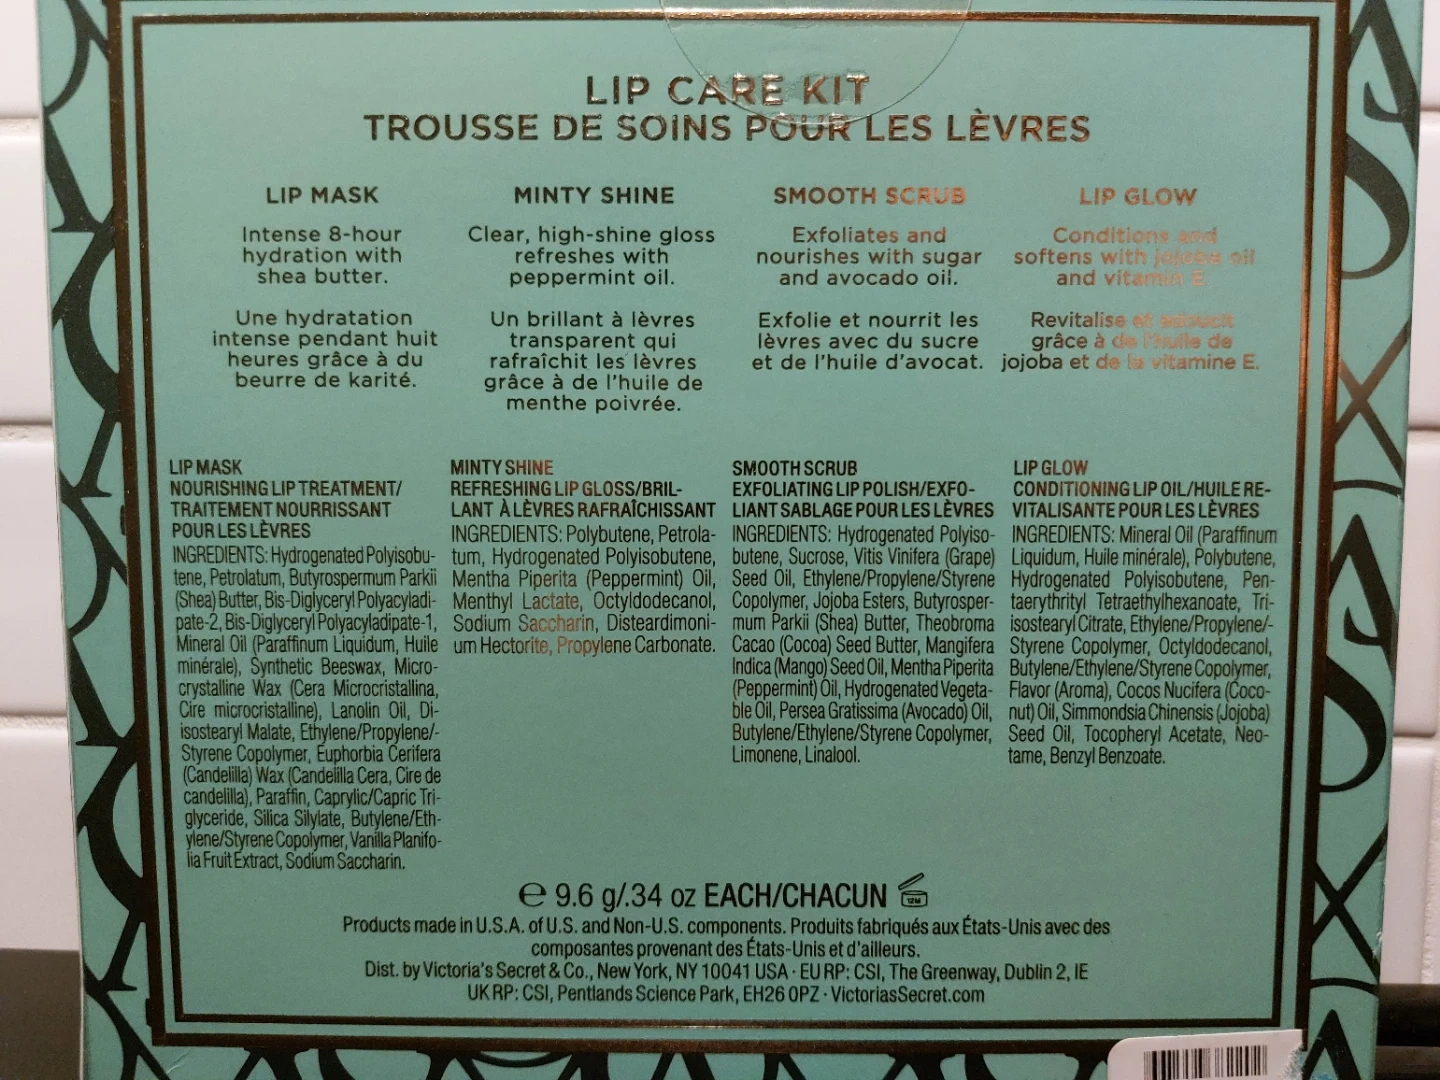 LIP CARE KIT
TROUSSE DE SOINS POUR LES LÈVRES
LIP MASK
Intense 8-hour
hydration with
shea butter.
Une hydratation
intense pendant huit
heures grâce à du
beurre de karité.
MINTY SHINE
Clear, high-shine gloss
refreshes with
peppermint oil.
Un brillant à lèvres
transparent qui
rafraîchit les lèvres
grâce à de l'huile de
menthe poivrée.
SMOOTH SCRUB
Exfoliates and
nourishes with sugar
and avocado oil.
Exfolie et nourrit les
lèvres avec du sucre
et de l'huile d'avocat.
LIP GLOW
Conditions and
softens with jojoba oil
and vitamin E.
Revitalise et adoucit
grâce à de l'huile de
jojoba et de la vitamine E.
LIP MASK
NOURISHING LIP TREATMENT/
TRAITEMENT NOURRISSANT
POUR LES LÈVRES
INGREDIENTS: Hydrogenated Polyisobu-
tene, Petrolatum, Butyrospermum Parkii
(Shea) Butter, Bis-Diglyceryl Polyacyladi-
pate-2, Bis-Diglyceryl Polyacyladipate-1,
Mineral Oil (Paraffinum Liquidum, Huile
minérale), Synthetic Beeswax, Micro-
crystalline Wax (Cera Microcristallina,
Cire microcristalline), Lanolin Oil, Di-
isostearyl Malate, Ethylene/Propylene/-
Styrene Copolymer, Euphorbia Cerifera
(Candelilla) Wax (Candelilla Cera, Cire de
candelilla), Paraffin, Caprylic/Capric Tri-
glyceride, Silica Silylate, Butylene/Eth-
ylene/Styrene Copolymer, Vanilla Planifo-
lia Fruit Extract, Sodium Saccharin.
MINTY SHINE
REFRESHING LIP GLOSS/BRIL-
LANT À LÈVRES RAFRAÎCHISSANT
INGREDIENTS: Polybutene, Petrola-
tum, Hydrogenated Polyisobutene,
Mentha Piperita (Peppermint) Oil,
Menthyl Lactate, Octyldodecanol,
Sodium Saccharin, Disteardimoni-
um Hectorite, Propylene Carbonate.
SMOOTH SCRUB
EXFOLIATING LIP POLISH/EXFO-
LIANT SABLAGE POUR LES LÈVRES
INGREDIENTS: Hydrogenated Polyiso-
butene, Sucrose, Vitis Vinifera (Grape)
Seed Oil, Ethylene/Propylene/Styrene
Copolymer, Jojoba Esters, Butyrosper-
mum Parkii (Shea) Butter, Theobroma
Cacao (Cocoa) Seed Butter, Mangifera
Indica (Mango) Seed Oil, Mentha Piperita
(Peppermint) Oil, Hydrogenated Vegeta-
ble Oil, Persea Gratissima (Avocado) Oil,
Butylene/Ethylene/Styrene Copolymer,
Limonene, Linalool.
LIP GLOW
CONDITIONING LIP OIL/HUILE RE-
VITALISANTE POUR LES LÈVRES
INGREDIENTS: Mineral Oil (Paraffinum
Liquidum, Huile minérale), Polybutene,
Hydrogenated Polyisobutene, Pen-
taerythrityl Tetraethylhexanoate, Tri-
isostearyl Citrate, Ethylene/Propylene/-
Styrene Copolymer, Octyldodecanol,
Butylene/Ethylene/Styrene Copolymer,
Flavor (Aroma), Cocos Nucifera (Coco-
nut) Oil, Simmondsia Chinensis (Jojoba)
Seed Oil, Tocopheryl Acetate, Neo-
tame, Benzyl Benzoate.
℮ 9.6 g/.34 oz EACH/CHACUN 12M
Products made in U.S.A. of U.S. and Non-U.S. components. Produits fabriqués aux États-Unis avec des
composantes provenant des États-Unis et d'ailleurs.
Dist. by Victoria's Secret & Co., New York, NY 10041 USA · EU RP: CSI, The Greenway, Dublin 2, IE
UK RP: CSI, Pentlands Science Park, EH26 0PZ · VictoriasSecret.com